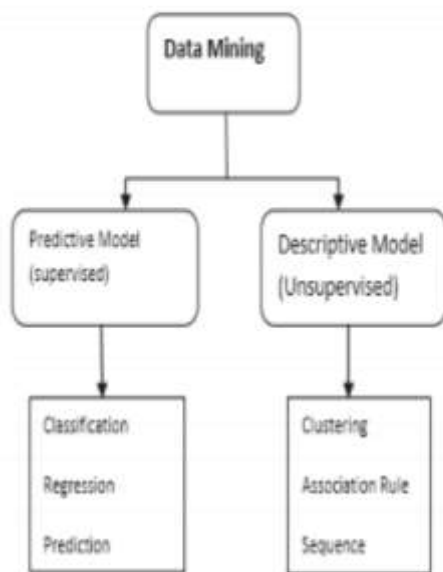 Data Mining
Predictive Model
(supervised)
Descriptive Model
(Unsupervised)
Classification
Regression
Prediction
Clustering
Association Rule
Sequence